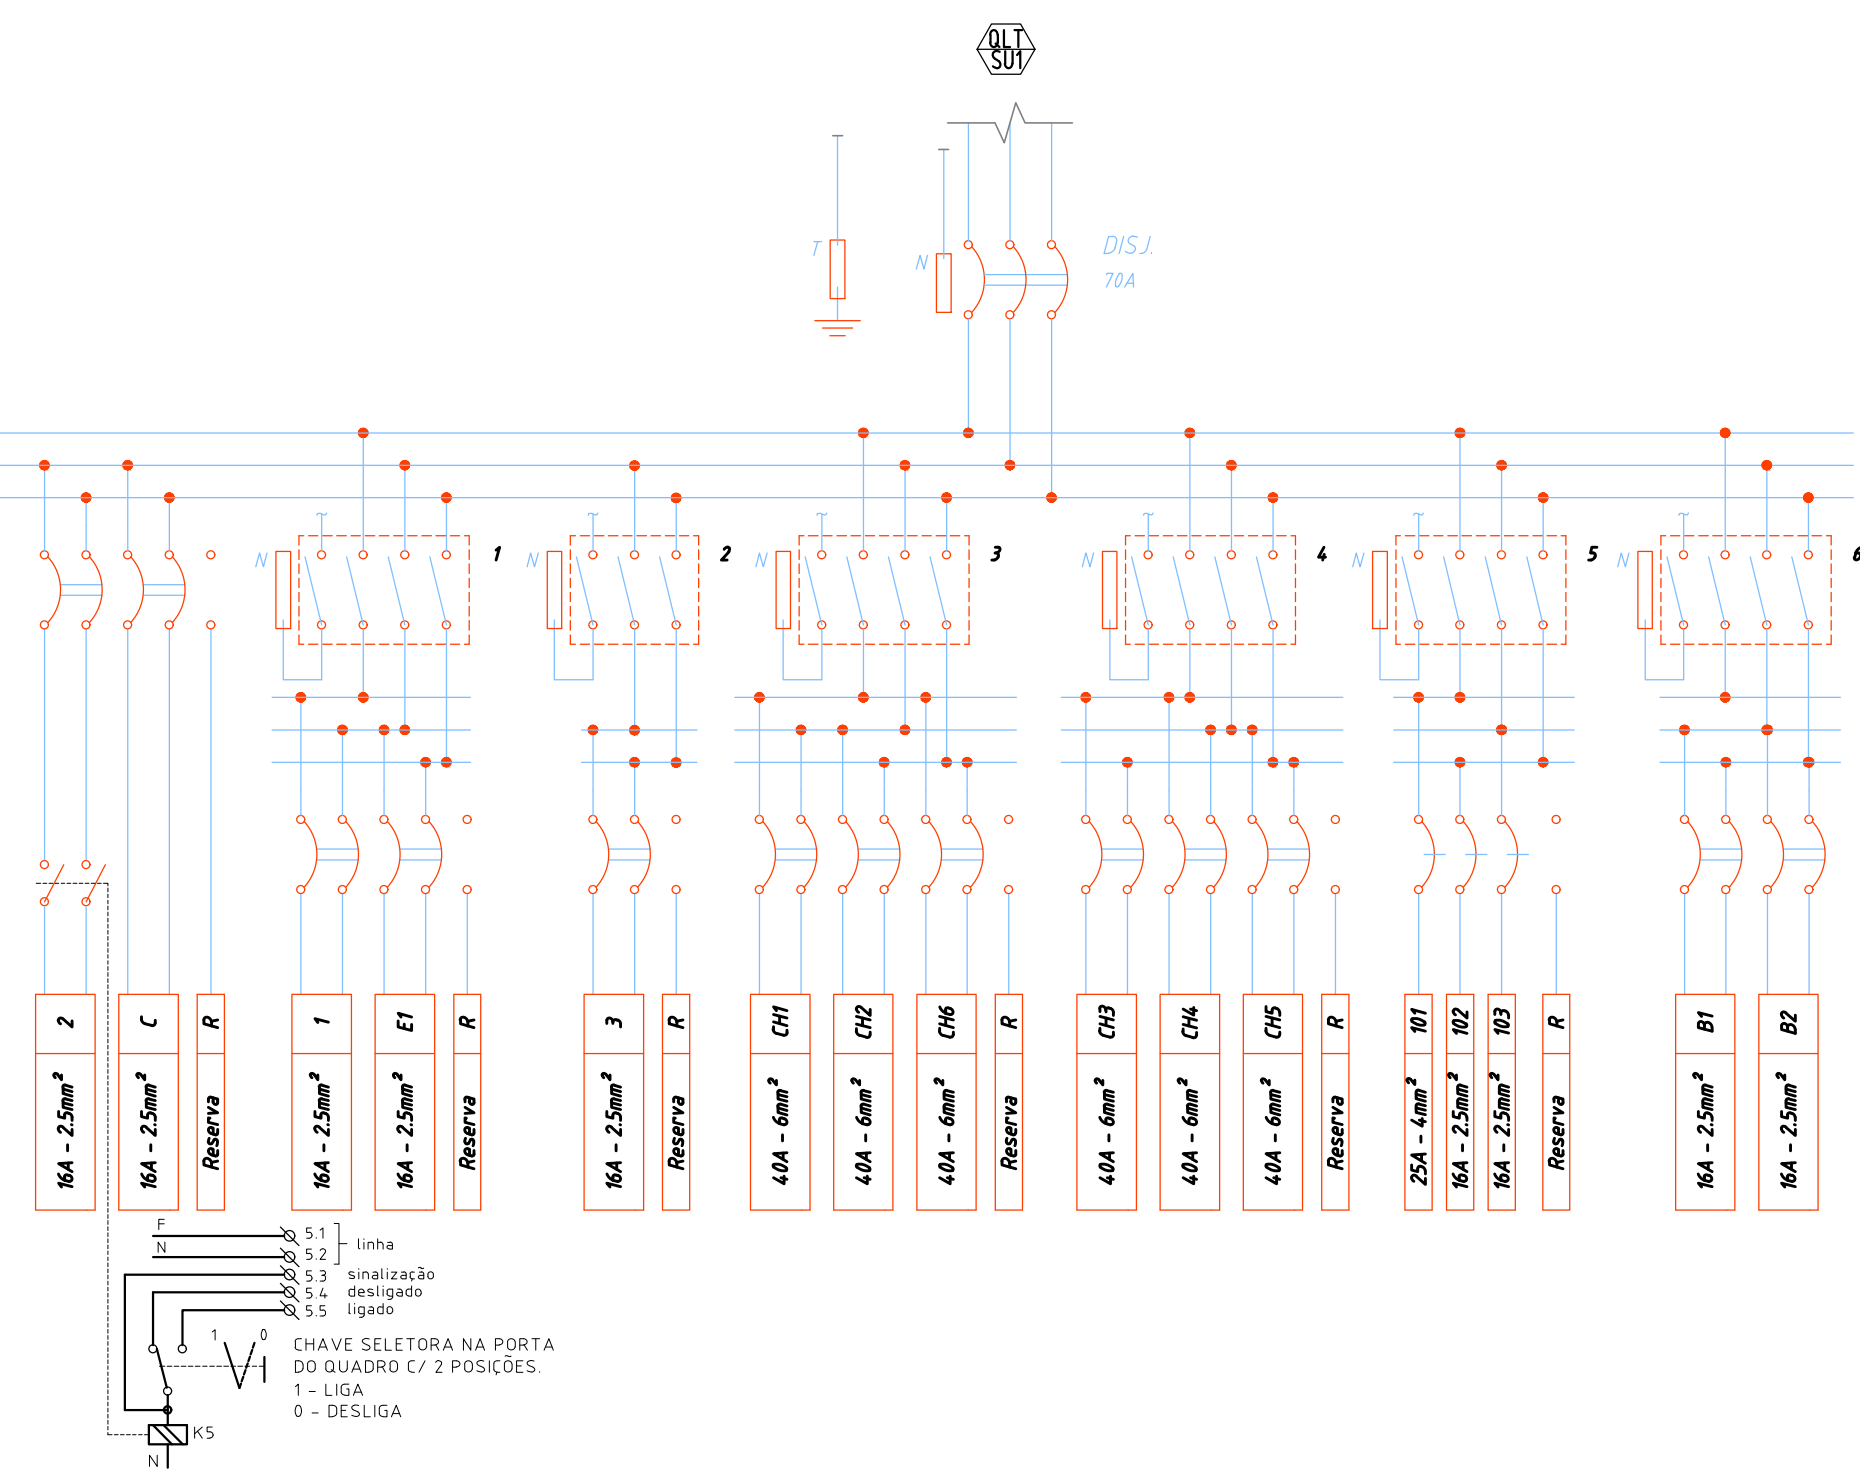 QLT
SU1
T
N
DISJ.
70A
~
~
~
~
~
~
N
1
N
2
N
3
N
4
N
5
N
6
2
C
R
1
E1
R
3
R
CH1
CH2
CH6
R
CH3
CH4
CH5
R
101
102
103
R
B1
B2
16A - 2.5mm²
16A - 2.5mm²
Reserva
16A - 2.5mm²
16A - 2.5mm²
Reserva
16A - 2.5mm²
Reserva
40A - 6mm²
40A - 6mm²
40A - 6mm²
Reserva
40A - 6mm²
40A - 6mm²
40A - 6mm²
Reserva
25A - 4mm²
16A - 2.5mm²
16A - 2.5mm²
Reserva
16A - 2.5mm²
16A - 2.5mm²
F
5.1
N
5.2
linha
5.3 sinalização
5.4 desligado
5.5 ligado
1 0
CHAVE SELETORA NA PORTA
DO QUADRO C/ 2 POSIÇÕES.
1 - LIGA
0 - DESLIGA
K5
N